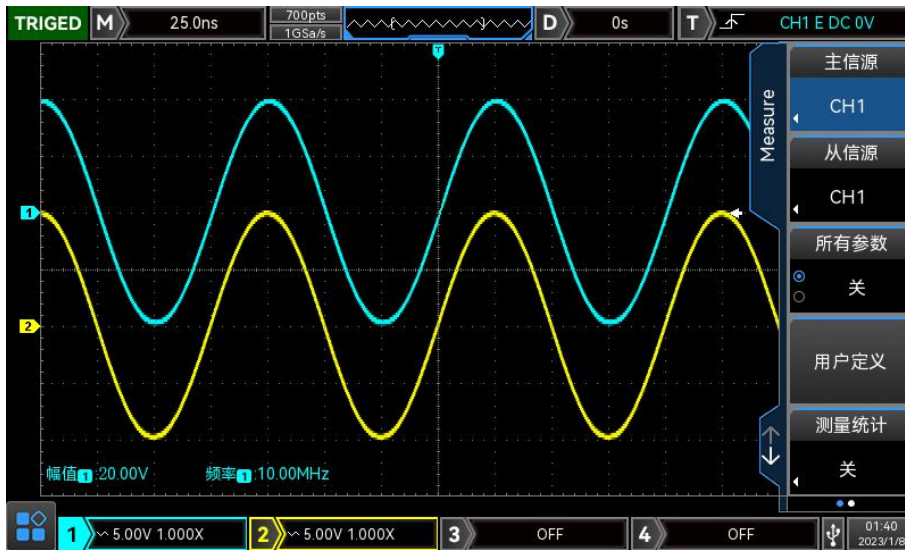 TRIGED M 25.0ns 700pts 1GSa/s D 0s T CH1 E DC 0V
T
Measure
主信源
CH1
从信源
CH1
所有参数
关
用户定义
测量统计
关
1
2
幅值1:20.00V 频率1:10.00MHz
1 5.00V 1.000X 2 5.00V 1.000X 3 OFF 4 OFF
01:40
2023/1/8